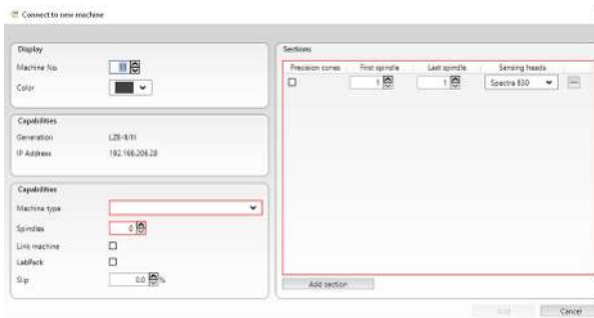 Connect to new machine
Display
Machine No. 11
Color
Capabilities
Generation
IP Address 192.168.206.28
Capabilities
Machine type
Spindles 0
Link machine
LabPack
Slip 0.0 %
Sections
Precision cones First spindle Last spindle Sensing heads
1 1 Spectra 830
Add section
Add Cancel